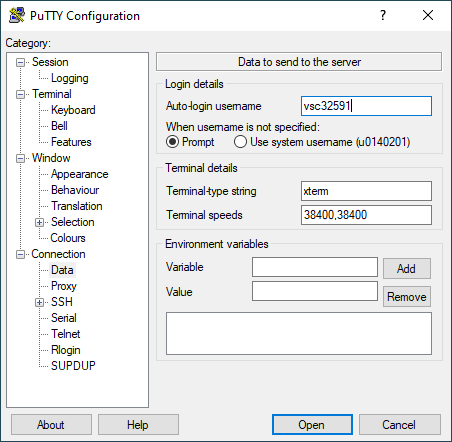 PuTTY Configuration
?
Category:
Session
Logging
Terminal
Keyboard
Bell
Features
Window
Appearance
Behaviour
Translation
Selection
Colours
Connection
Data
Proxy
SSH
Serial
Telnet
Rlogin
SUPDUP
Data to send to the server
Login details
Auto-login username vsc32591
When username is not specified:
Prompt Use system username (u0140201)
Terminal details
Terminal-type string xterm
Terminal speeds 38400,38400
Environment variables
Variable Add
Value Remove
About Help Open Cancel